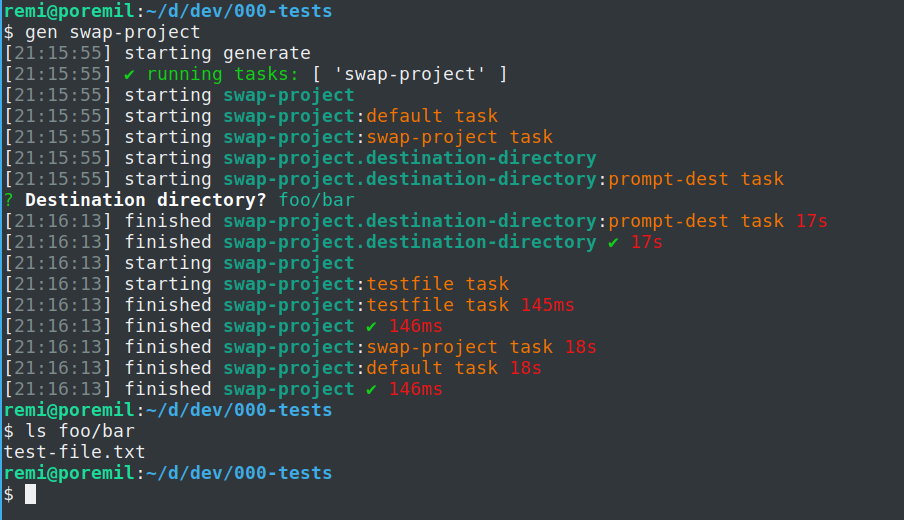 remi@poremil:~/d/dev/000-tests
$ gen swap-project
[21:15:55] starting generate
[21:15:55] ✔ running tasks: [ 'swap-project' ]
[21:15:55] starting swap-project
[21:15:55] starting swap-project:default task
[21:15:55] starting swap-project:swap-project task
[21:15:55] starting swap-project.destination-directory
[21:15:55] starting swap-project.destination-directory:prompt-dest task
? Destination directory? foo/bar
[21:16:13] finished swap-project.destination-directory:prompt-dest task 17s
[21:16:13] finished swap-project.destination-directory ✔ 17s
[21:16:13] starting swap-project
[21:16:13] starting swap-project:testfile task
[21:16:13] finished swap-project:testfile task 145ms
[21:16:13] finished swap-project ✔ 146ms
[21:16:13] finished swap-project:swap-project task 18s
[21:16:13] finished swap-project:default task 18s
[21:16:13] finished swap-project ✔ 146ms
remi@poremil:~/d/dev/000-tests
$ ls foo/bar
test-file.txt
remi@poremil:~/d/dev/000-tests
$